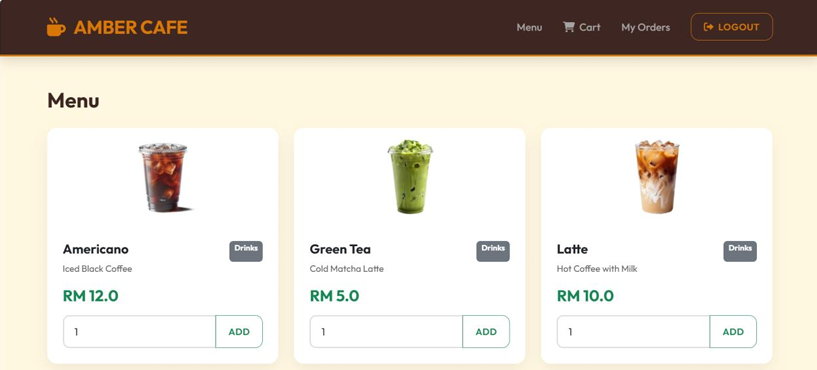 AMBER CAFE
Menu Cart My Orders LOGOUT
Menu
Americano Drinks
Iced Black Coffee
RM 12.0
1 ADD
Green Tea Drinks
Cold Matcha Latte
RM 5.0
1 ADD
Latte Drinks
Hot Coffee with Milk
RM 10.0
1 ADD